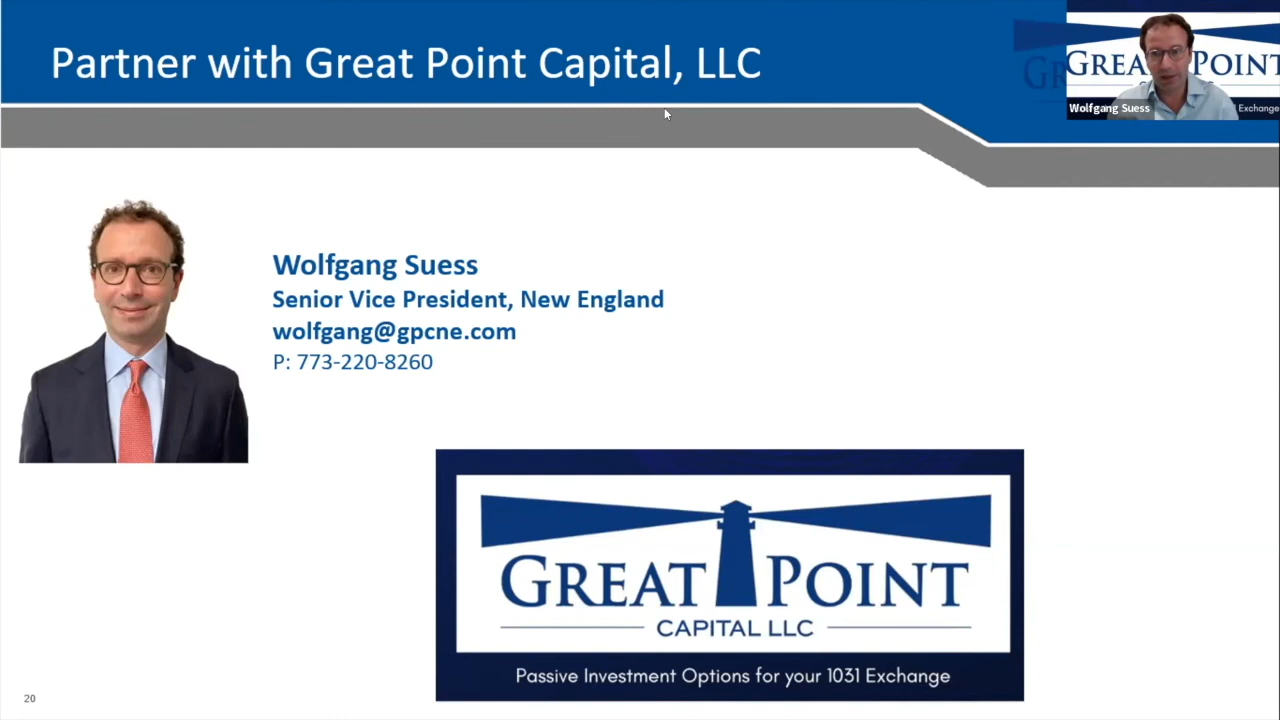 Partner with Great Point Capital, LLC
GREAT POINT
Wolfgang Suess
Exchange
Wolfgang Suess
Senior Vice President, New England
wolfgang@gpcne.com
P: 773-220-8260
GREAT POINT
CAPITAL LLC
Passive Investment Options for your 1031 Exchange
20